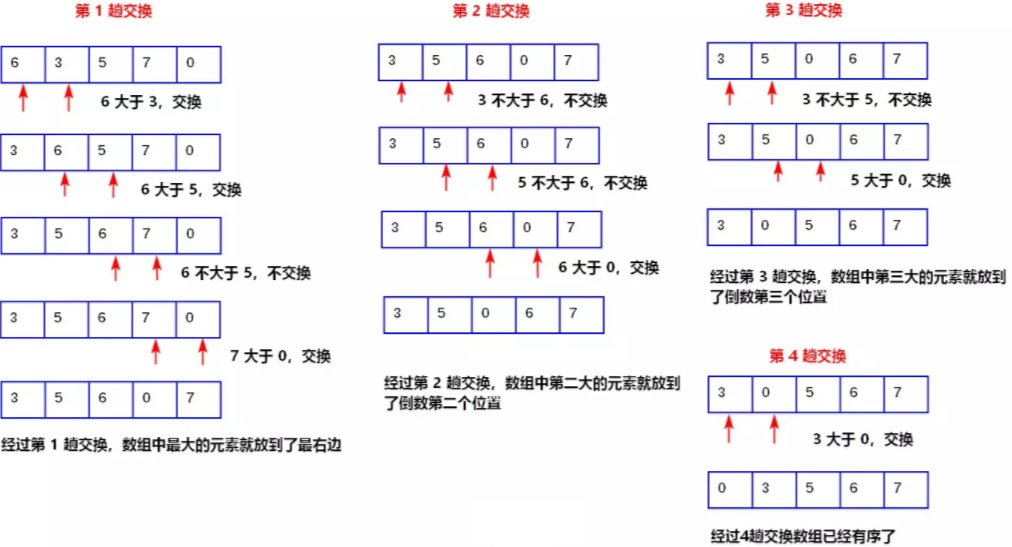 第 1 趟交换
6 3 5 7 0
6 大于 3，交换
3 6 5 7 0
6 大于 5，交换
3 5 6 7 0
6 不大于 5，不交换
3 5 6 7 0
7 大于 0，交换
3 5 6 0 7
经过第 1 趟交换，数组中最大的元素就放到了最右边
第 2 趟交换
3 5 6 0 7
3 不大于 6，不交换
3 5 6 0 7
5 不大于 6，不交换
3 5 6 0 7
6 大于 0，交换
3 5 0 6 7
经过第 2 趟交换，数组中第二大的元素就放到
了倒数第二个位置
第 3 趟交换
3 5 0 6 7
3 不大于 5，不交换
3 5 0 6 7
5 大于 0，交换
3 0 5 6 7
经过第 3 趟交换，数组中第三大的元素就放到
了倒数第三个位置
第 4 趟交换
3 0 5 6 7
3 大于 0，交换
0 3 5 6 7
经过4趟交换数组已经有序了